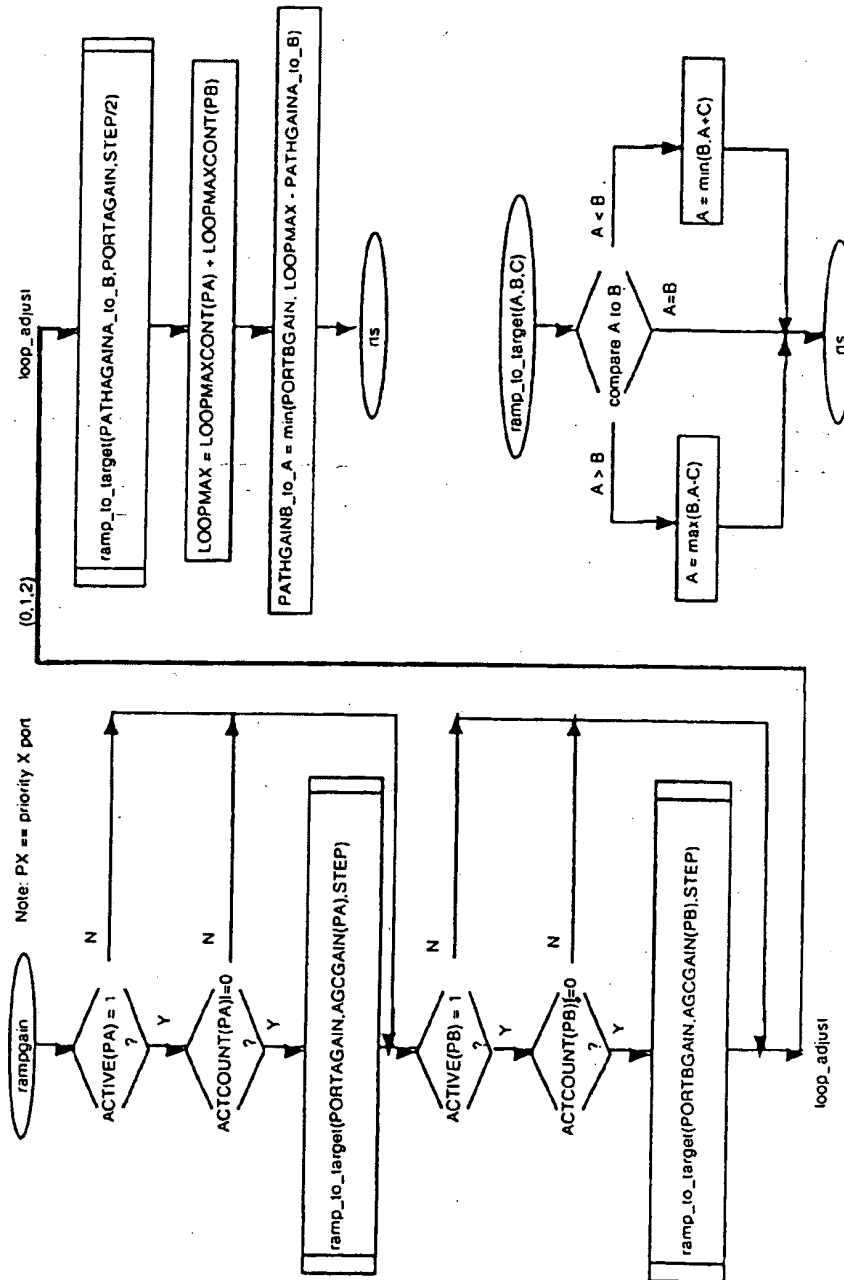 rampgain
Note: PX == priority X port
ACTIVE(PA) = 1
?
N
Y
ACTCOUNT(PA)!=0
?
N
Y
ramp_to_target(PORTAGAIN,AGCGAIN(PA),STEP)
ACTIVE(PB) = 1
?
N
Y
ACTCOUNT(PB)!=0
?
N
Y
ramp_to_target(PORTBGAIN,AGCGAIN(PB),STEP)
loop_adjust
(0,1,2)
loop_adjust
ramp_to_target(PATHAGAINA_to_B,PORTAGAIN,STEP/2)
LOOPMAX = LOOPMAXCONT(PA) + LOOPMAXCONT(PB)
PATHGAINB_to_A = min(PORTBGAIN, LOOPMAX - PATHGAINA_to_B)
rts
ramp_to_target(A,B,C)
compare A to B
A > B
A=B
A < B
A = max(B,A-C)
A = min(B,A+C)
rts